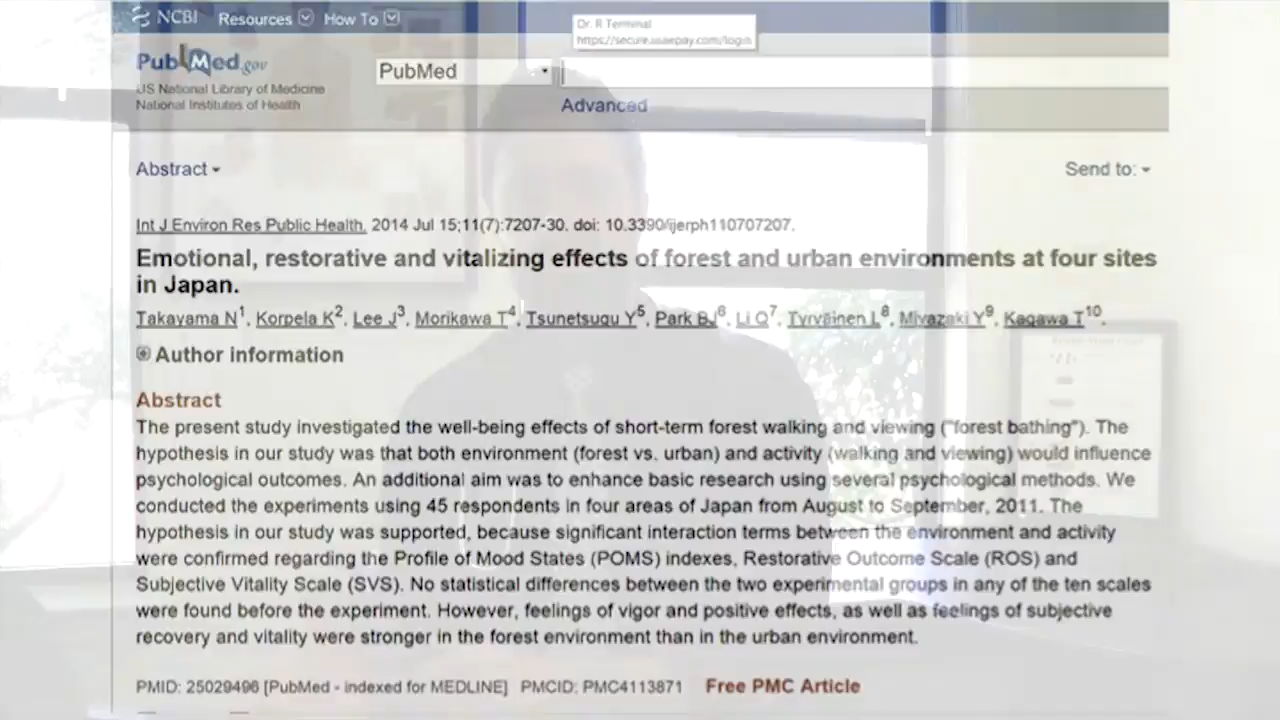 NCBI Resources How To
Dr. R Terminal
https://secure.usaepay.com/login
PubMed.gov
US National Library of Medicine
National Institutes of Health
PubMed
Advanced
Abstract
Send to:
Int J Environ Res Public Health. 2014 Jul 15;11(7):7207-30. doi: 10.3390/ijerph110707207.
Emotional, restorative and vitalizing effects of forest and urban environments at four sites
in Japan.
Takayama N1, Korpela K2, Lee J3, Morikawa T4, Tsunetsugu Y5, Park BJ6, Li Q7, Tyrväinen L8, Miyazaki Y9, Kagawa T10.
Author information
Abstract
The present study investigated the well-being effects of short-term forest walking and viewing ("forest bathing"). The
hypothesis in our study was that both environment (forest vs. urban) and activity (walking and viewing) would influence
psychological outcomes. An additional aim was to enhance basic research using several psychological methods. We
conducted the experiments using 45 respondents in four areas of Japan from August to September, 2011. The
hypothesis in our study was supported, because significant interaction terms between the environment and activity
were confirmed regarding the Profile of Mood States (POMS) indexes, Restorative Outcome Scale (ROS) and
Subjective Vitality Scale (SVS). No statistical differences between the two experimental groups in any of the ten scales
were found before the experiment. However, feelings of vigor and positive effects, as well as feelings of subjective
recovery and vitality were stronger in the forest environment than in the urban environment.
PMID: 25029496 [PubMed - indexed for MEDLINE] PMCID: PMC4113871 Free PMC Article